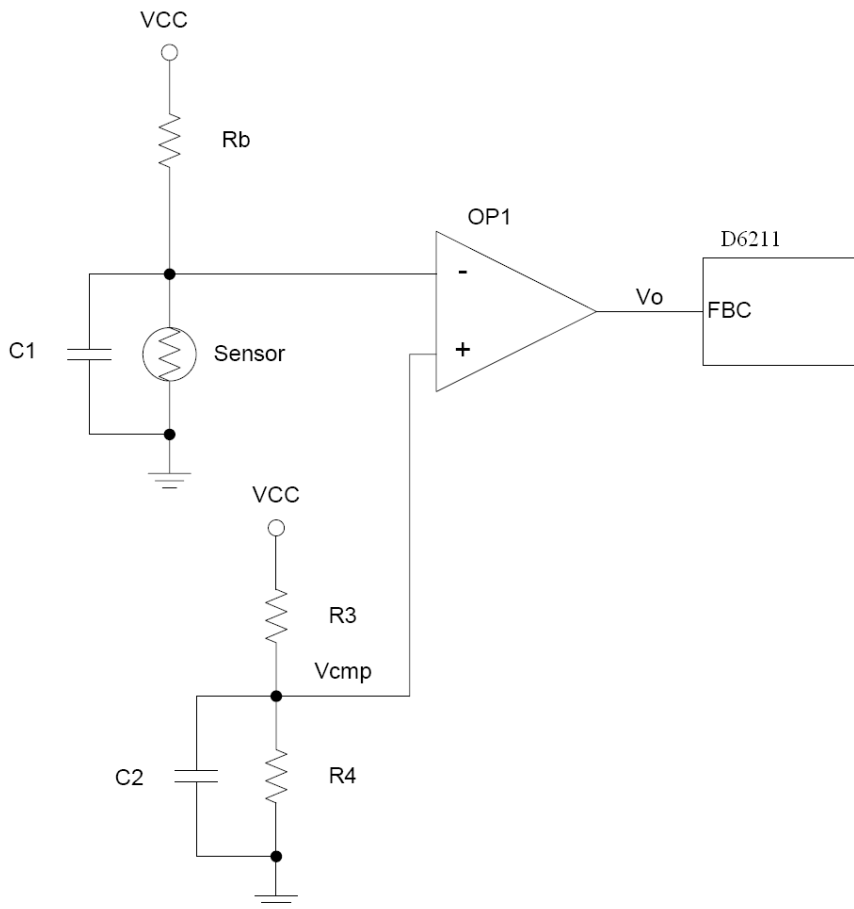 VCC
Rb
OP1
D6211
-
Vo
FBC
C1
Sensor
+
VCC
R3
Vcmp
C2
R4